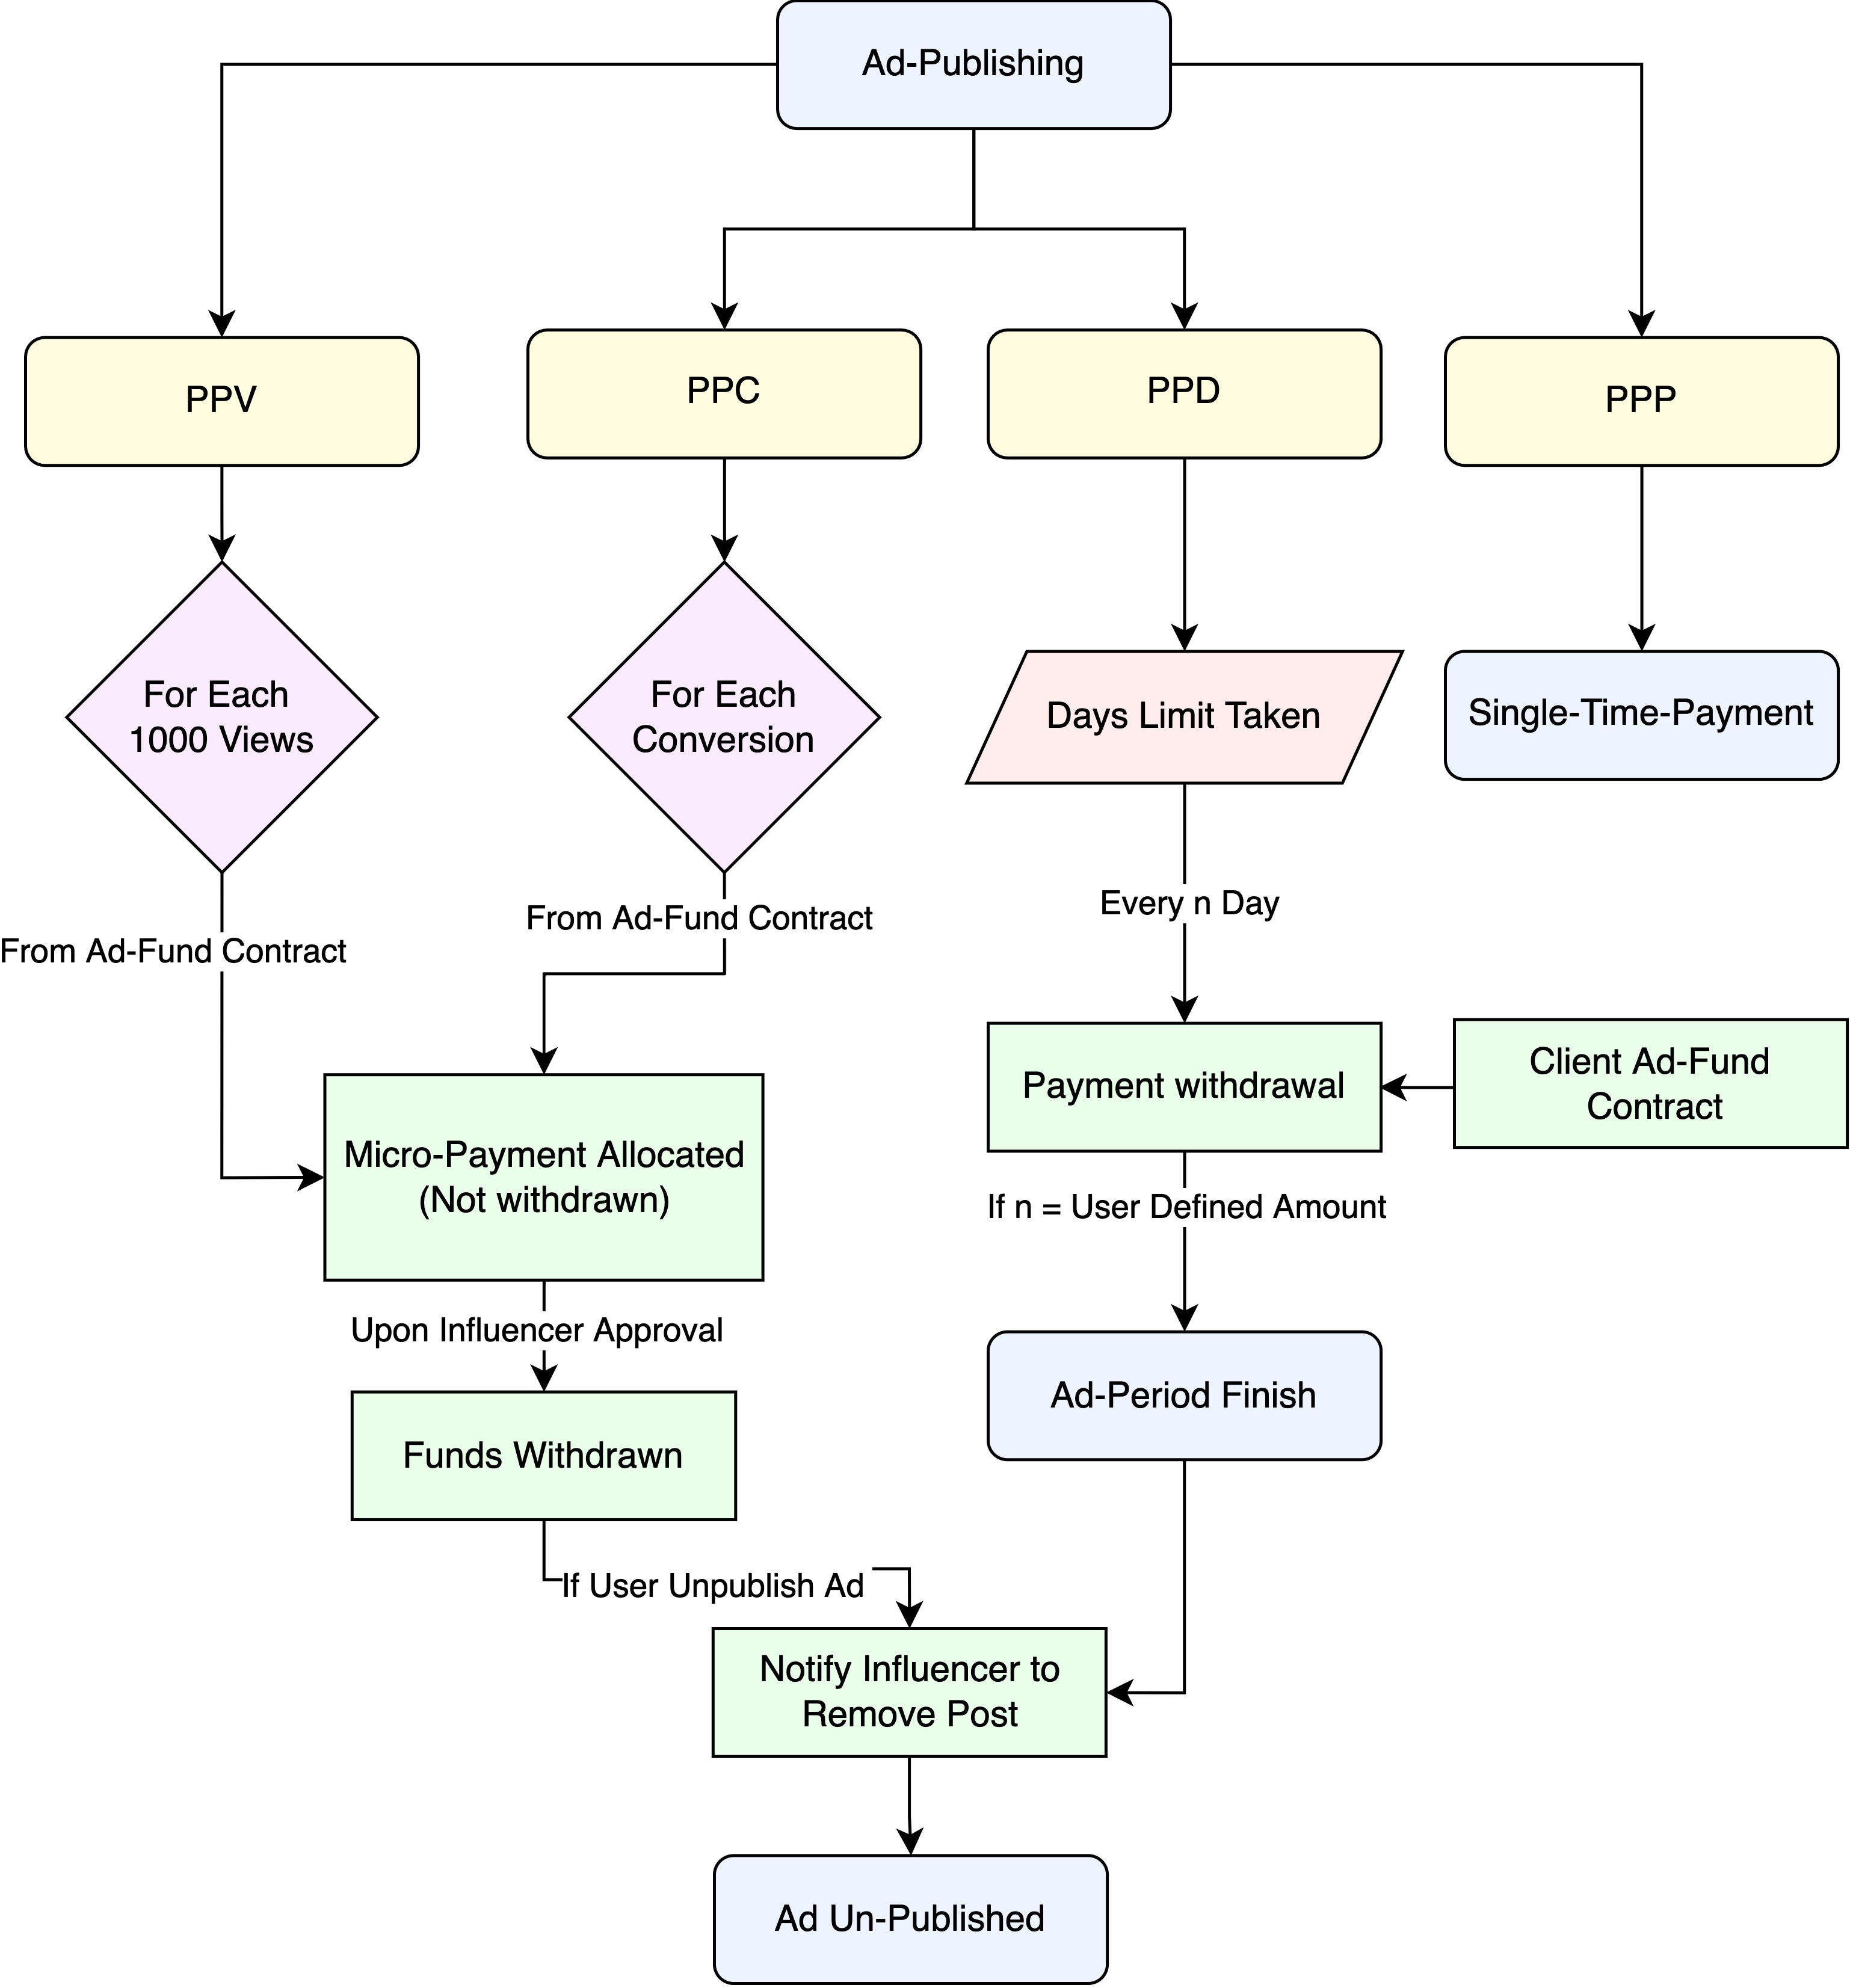 Ad-Publishing
PPV
PPC
PPD
PPP
For Each
1000 Views
For Each
Conversion
Days Limit Taken
Single-Time-Payment
From Ad-Fund Contract
From Ad-Fund Contract
Every n Day
Micro-Payment Allocated
(Not withdrawn)
Payment withdrawal
Client Ad-Fund
Contract
If n = User Defined Amount
Upon Influencer Approval
Funds Withdrawn
Ad-Period Finish
If User Unpublish Ad
Notify Influencer to
Remove Post
Ad Un-Published